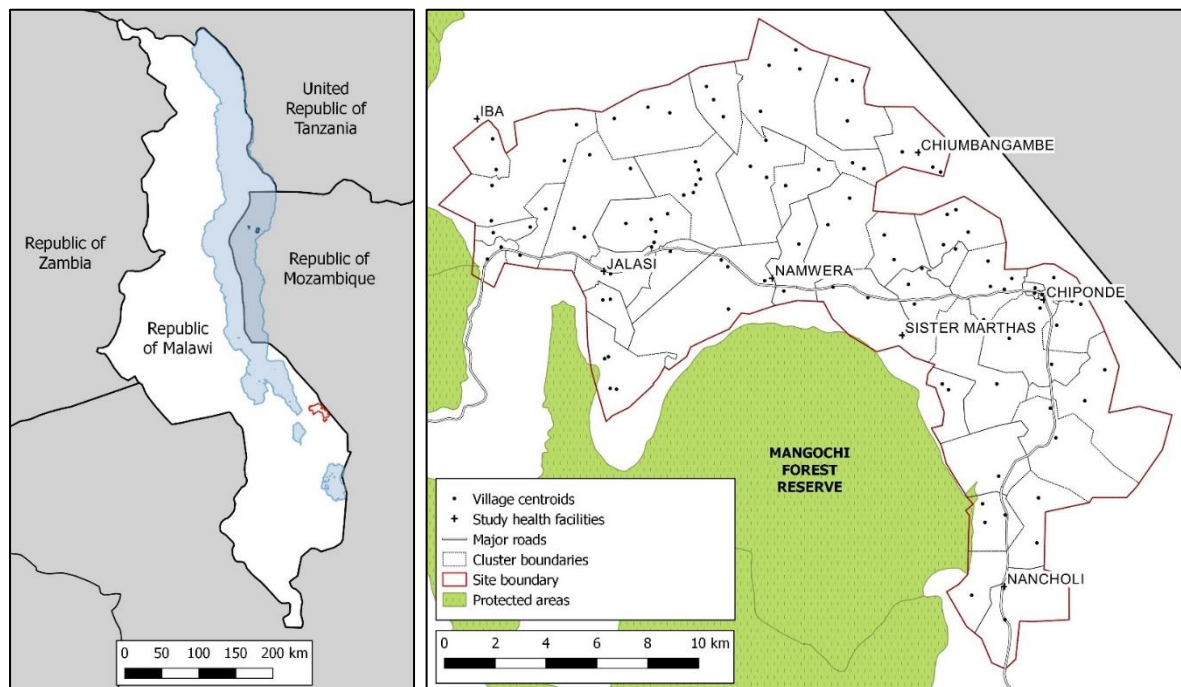 United
Republic of
Tanzania
Republic of
Zambia
Republic of
Mozambique
Republic
of Malawi
0 50 100 150 200 km
IBA
CHIUMBANGAMBE
JALASI
NAMWERA
CHIPONDE
SISTER MARTHAS
MANGOCHI
FOREST
RESERVE
NANCHOLI
Village centroids
Study health facilities
Major roads
Cluster boundaries
Site boundary
Protected areas
0 2 4 6 8 10 km